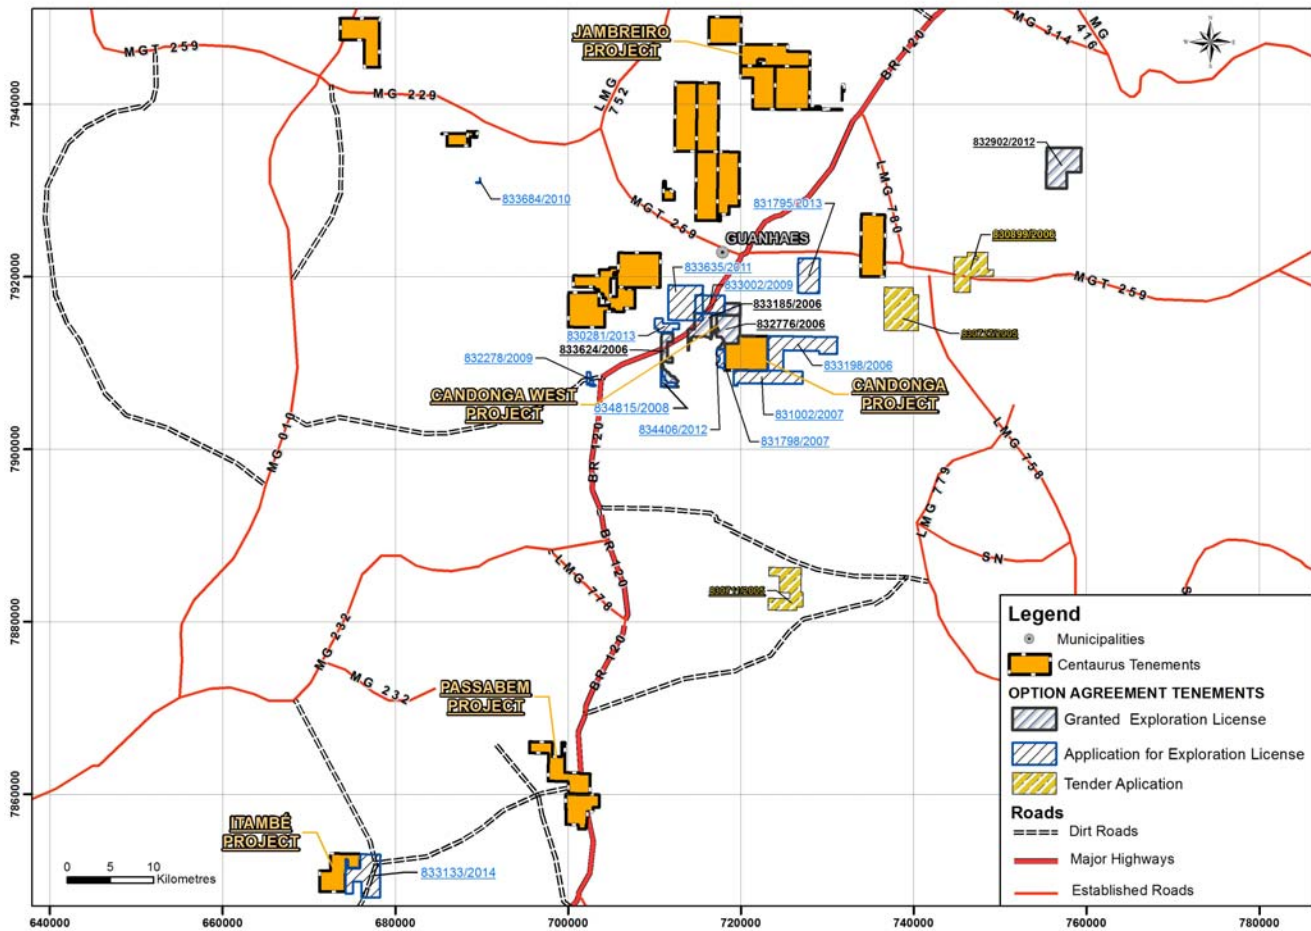 MGT 259
MG 229
LMG 752
JAMBREIRO
PROJECT
BR 120
MG 314
MG 416
N
7940000
832902/2012
833684/2010
831795/2013
LMG 780
MGT 259
GUANHAES
830899/2006
833635/2011
833002/2009
MGT 259
7920000
833185/2006
830281/2013
832776/2006
833624/2006
832278/2009
833198/2006
CANDONGA WEST
PROJECT
CANDONGA
PROJECT
834815/2008
831002/2007
834406/2012
831798/2007
MG 010
7900000
BR 120
LMG 758
LMG 779
SN
BR 120
LMG 778
7880000
MG 232
MG 232
BR 120
PASSABEM
PROJECT
7860000
ITAMBÉ
PROJECT
833133/2014
0 5 10
Kilometres
Legend
Municipalities
Centaurus Tenements
OPTION AGREEMENT TENEMENTS
Granted Exploration License
Application for Exploration License
Tender Aplication
Roads
Dirt Roads
Major Highways
Established Roads
640000 660000 680000 700000 720000 740000 760000 780000